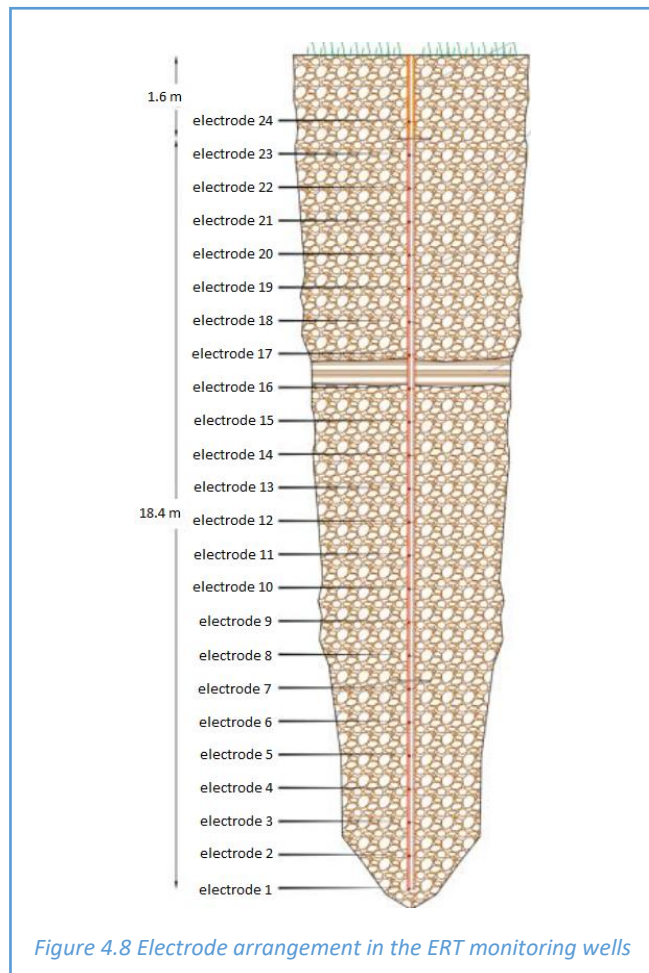 1.6 m
electrode 24
electrode 23
electrode 22
electrode 21
electrode 20
electrode 19
electrode 18
electrode 17
electrode 16
electrode 15
electrode 14
electrode 13
18.4 m
electrode 12
electrode 11
electrode 10
electrode 9
electrode 8
electrode 7
electrode 6
electrode 5
electrode 4
electrode 3
electrode 2
electrode 1
Figure 4.8 Electrode arrangement in the ERT monitoring wells